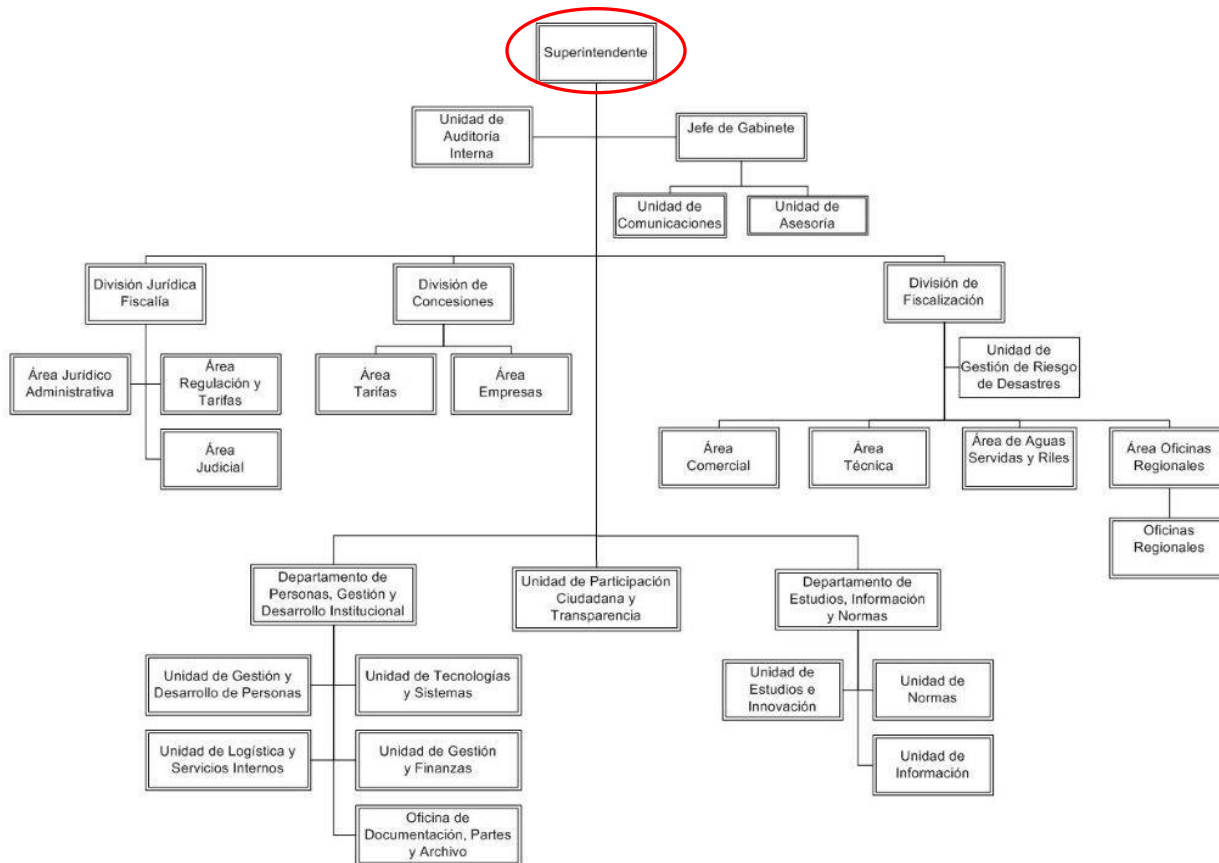 Superintendente
Unidad de
Auditoría
Interna
Jefe de Gabinete
Unidad de
Comunicaciones
Unidad de
Asesoría
División Jurídica
Fiscalía
División de
Concesiones
División de
Fiscalización
Unidad de
Gestión de Riesgo
de Desastres
Área Jurídico
Administrativa
Área
Regulación y
Tarifas
Área
Tarifas
Área
Empresas
Área
Judicial
Área
Comercial
Área
Técnica
Área de Aguas
Servidas y Riles
Área Oficinas
Regionales
Oficinas
Regionales
Departamento de
Personas, Gestión y
Desarrollo Institucional
Unidad de Participación
Ciudadana y
Transparencia
Departamento de
Estudios, Información
y Normas
Unidad de Gestión y
Desarrollo de Personas
Unidad de Tecnologías
y Sistemas
Unidad de
Estudios e
Innovación
Unidad de
Normas
Unidad de Logística y
Servicios Internos
Unidad de Gestión
y Finanzas
Unidad de
Información
Oficina de
Documentación, Partes
y Archivo